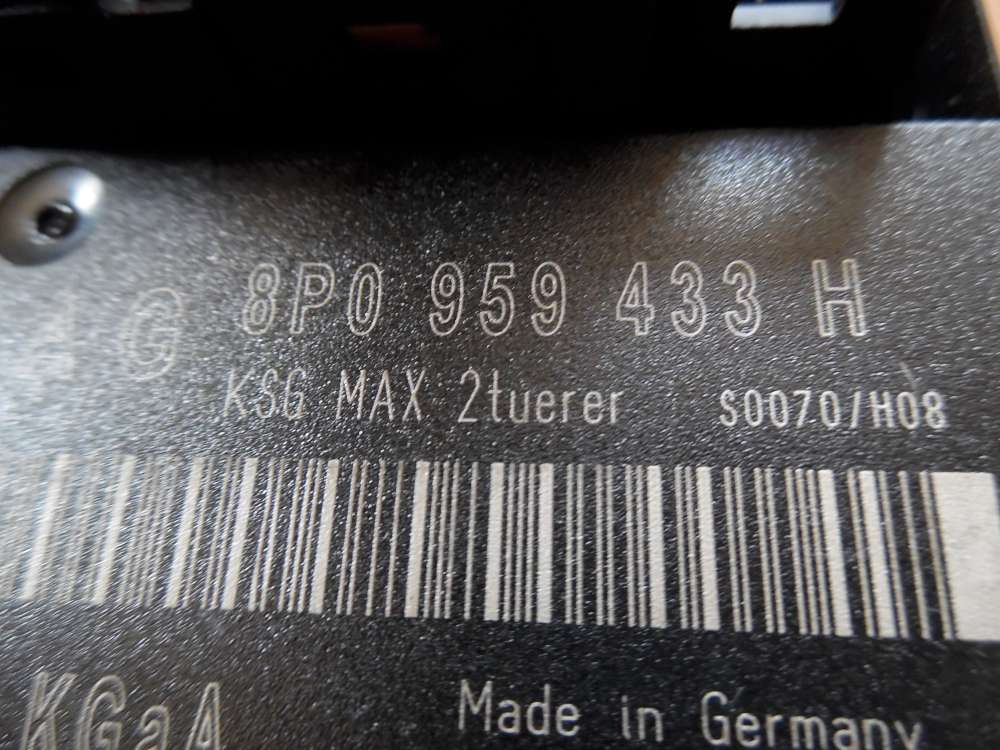 G 8P0 959 433 H
KSG MAX 2tuerer S0070/H08
KGaA Made in Germany